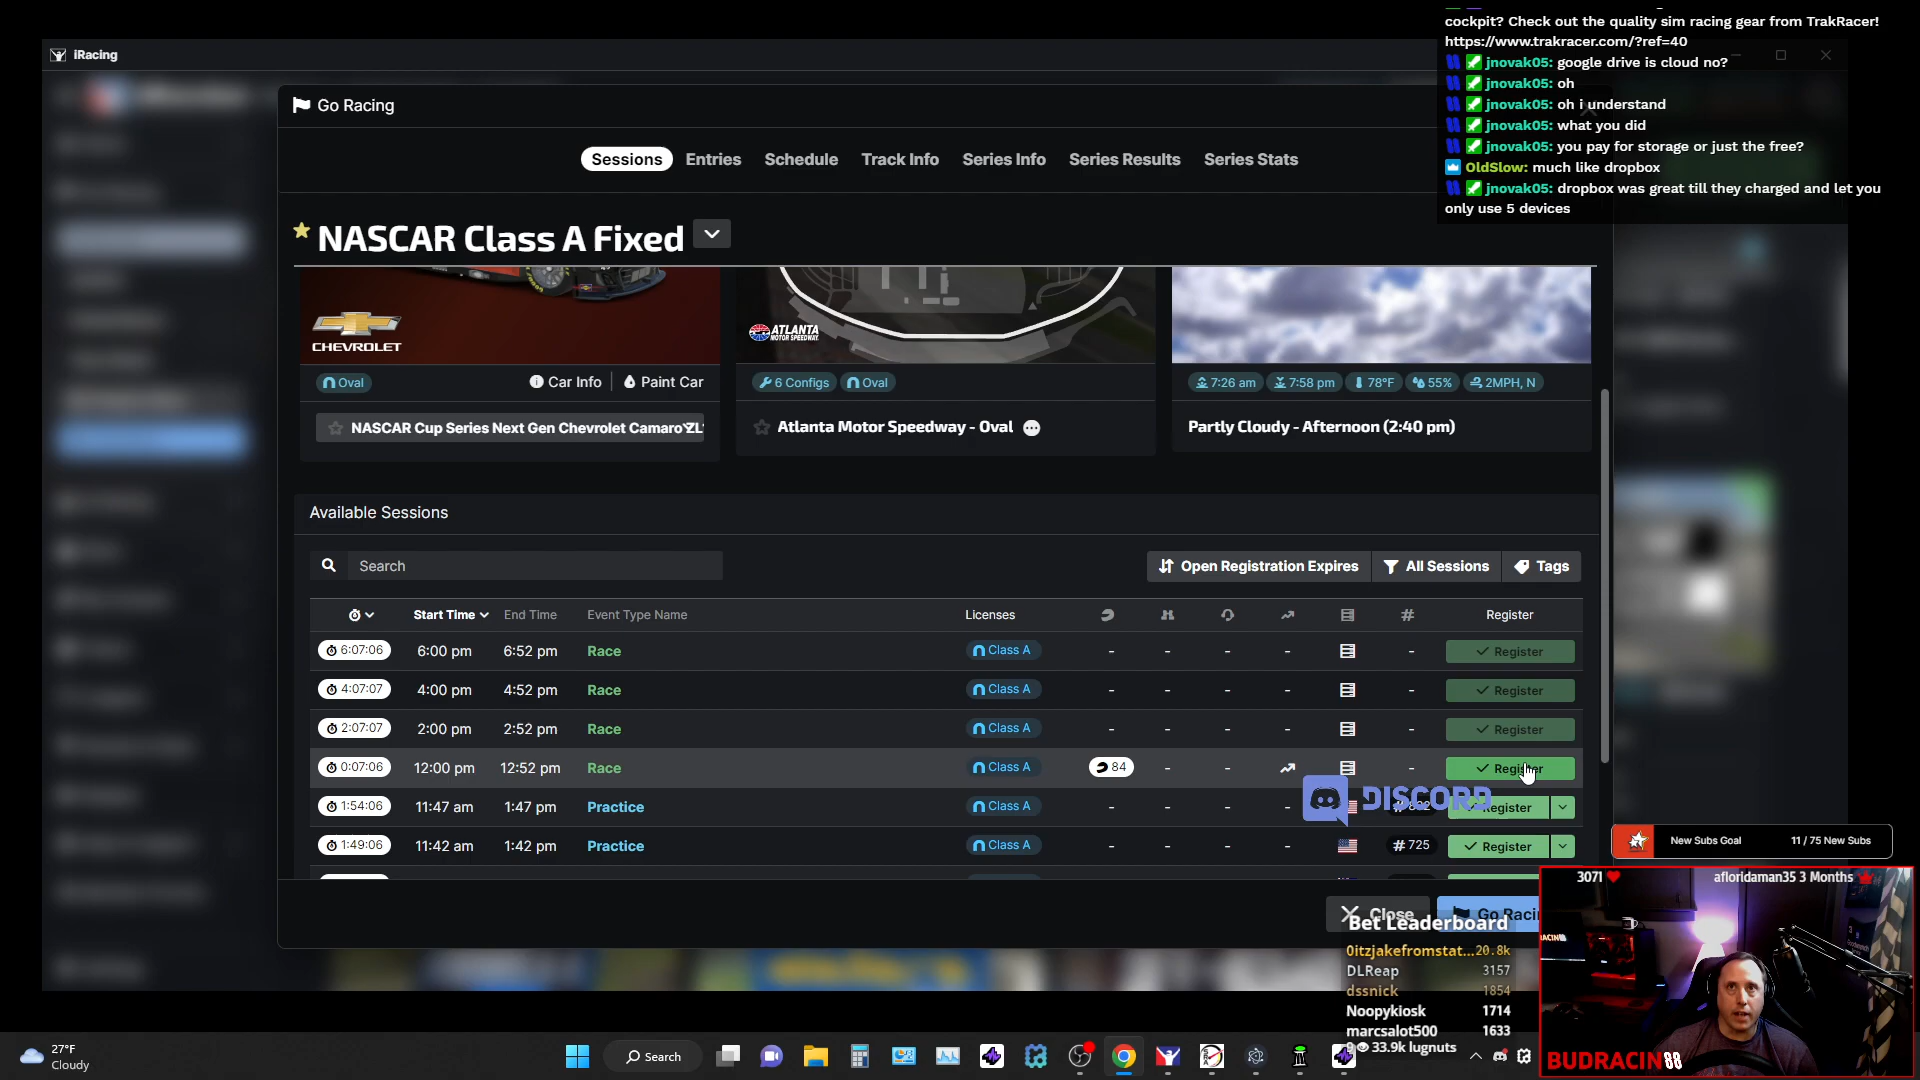 cockpit? Check out the quality sim racing gear from TrakRacer!
https://www.trakracer.com/?ref=40
jnovak05: google drive is cloud no?
jnovak05: oh
jnovak05: oh i understand
jnovak05: what you did
jnovak05: you pay for storage or just the free?
OldSlow: much like dropbox
jnovak05: dropbox was great till they charged and let you
only use 5 devices
iRacing
Go Racing
Sessions Entries Schedule Track Info Series Info Series Results Series Stats
NASCAR Class A Fixed
CHEVROLET
ATLANTA
MOTOR SPEEDWAY
Oval Car Info Paint Car
6 Configs Oval
7:26 am 7:58 pm 78°F 55% 2MPH, N
NASCAR Cup Series Next Gen Chevrolet Camaro ZL
Atlanta Motor Speedway - Oval
Partly Cloudy - Afternoon (2:40 pm)
Available Sessions
Search
Open Registration Expires All Sessions Tags
Start Time End Time Event Type Name Licenses # Register
6:07:06 6:00 pm 6:52 pm Race Class A - - - - - Register
4:07:07 4:00 pm 4:52 pm Race Class A - - - - - Register
2:07:07 2:00 pm 2:52 pm Race Class A - - - - - Register
0:07:06 12:00 pm 12:52 pm Race Class A 84 - - - Register
1:54:06 11:47 am 1:47 pm Practice Class A - - - - Register
DISCORD
1:49:06 11:42 am 1:42 pm Practice Class A - - - - #725 Register
Close Go Raci
New Subs Goal 11 / 75 New Subs
Bet Leaderboard
0itzjakefromstat...20.8k
DLReap 3157
dssnick 1854
Noopykiosk 1714
marcsalot500 1633
9 33.9k lugnuts
3071 afloridaman35 3 Months
BUDRACIN88
27°F
Cloudy
Search